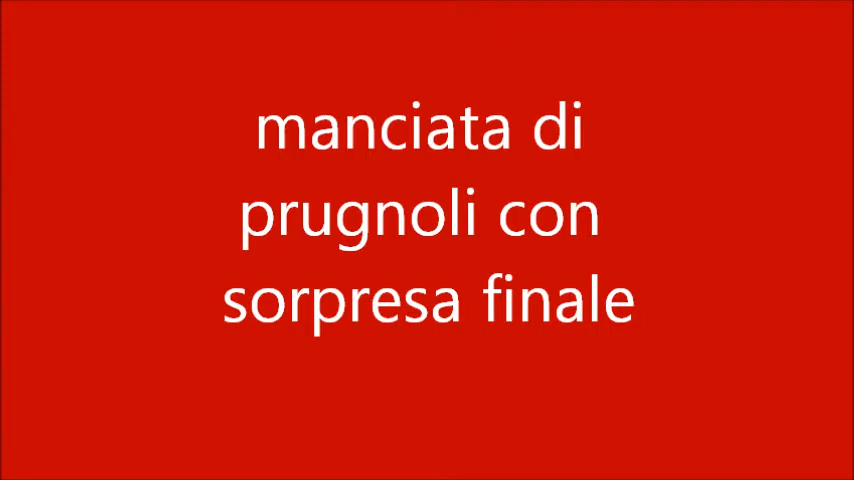 manciata di
prugnoli con
sorpresa finale